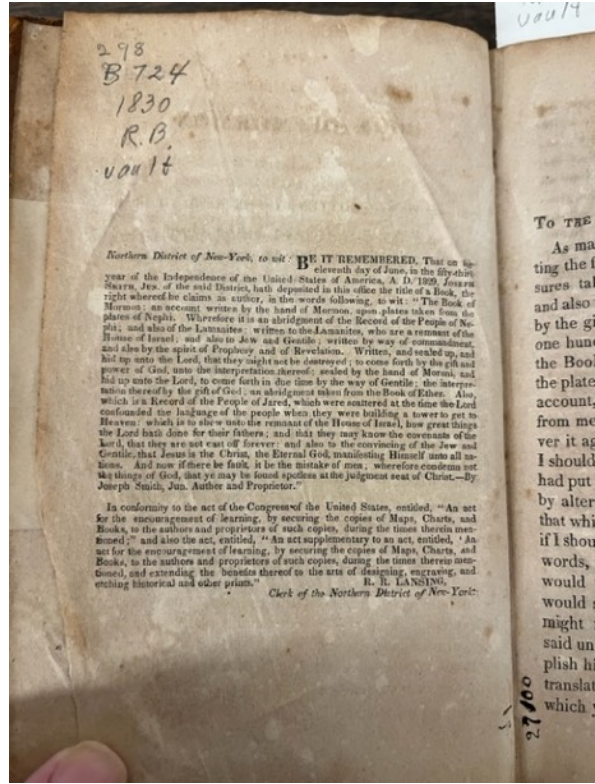 vault
298
B 724
1830
R.B.
vault
Northern District of New-York, to wit: BE IT REMEMBERED, That on
eleventh day of June, in the fifty-third
year of the Independence of the United States of America, A. D. 1829, JOSEPH
SMITH, JUN. of the said District, hath deposited in this office the title of a Book, the
right whereof he claims as author, in the words following, to wit: "The Book of
Mormon: an account written by the hand of Mormon, upon plates taken from the
plates of Nephi. Wherefore it is an abridgment of the Record of the People of Ne-
phi; and also of the Lamanites; written to the Lamanites, who are a remnant of the
House of Israel; and also to Jew and Gentile; written by way of commandment,
and also by the spirit of Prophecy and of Revelation. Written, and sealed up, and
hid up unto the Lord, that they might not be destroyed; to come forth by the gift and
power of God, unto the interpretation thereof; sealed by the hand of Moroni, and
hid up unto the Lord, to come forth in due time by the way of Gentile; the interpre-
tation thereof by the gift of God; an abridgment taken from the Book of Ether. Also,
which is a Record of the People of Jared, which were scattered at the time the Lord
confounded the language of the people when they were building a tower to get to
Heaven: which is to shew unto the remnant of the House of Israel, how great things
the Lord hath done for their fathers; and that they may know the covenants of the
Lord, that they are not cast off forever; and also to the convincing of the Jew and
Gentile, that Jesus is the Christ, the Eternal God, manifesting Himself unto all na-
tions. And now if there be fault, it be the mistake of men; wherefore condemn not
the things of God, that ye may be found spotless at the judgment seat of Christ.—By
Joseph Smith, Jun. Author and Proprietor."
In conformity to the act of the Congress of the United States, entitled, "An act
for the encouragement of learning, by securing the copies of Maps, Charts, and
Books, to the authors and proprietors of such copies, during the times therein men-
tioned;" and also the act, entitled, "An act supplementary to an act, entitled, 'An
act for the encouragement of learning, by securing the copies of Maps, Charts, and
Books, to the authors and proprietors of such copies, during the times therein men-
tioned, and extending the benefits thereof to the arts of designing, engraving, and
etching historical and other prints."
R. R. LANSING,
Clerk of the Northern District of New-York.
TO THE
As ma
ting the f
sures tal
and also
by the gi
one hund
the Book
the plate
account,
from me
ver it ag
I should
had put
by alter
that whi
if I shou
words,
would
would s
might
said un
plish hi
translat
which y